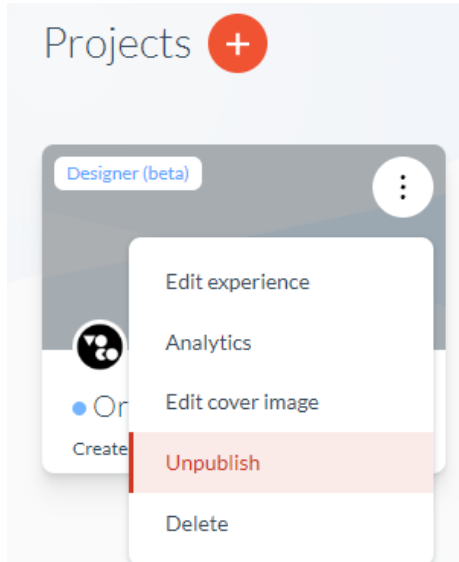 Projects
Designer (beta)
Edit experience
Analytics
Edit cover image
Unpublish
Delete